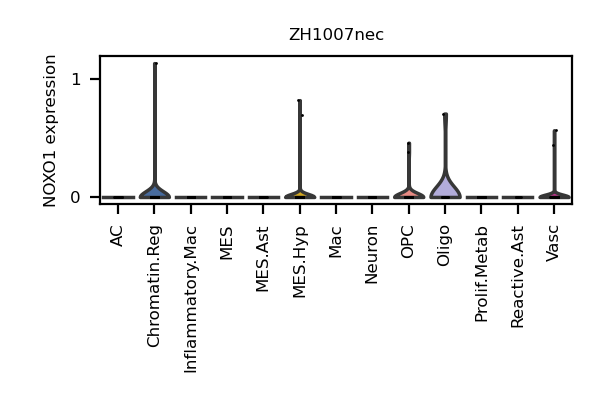 ZH1007nec
NOXO1 expression
1
0
AC
Chromatin.Reg
Inflammatory.Mac
MES
MES.Ast
MES.Hyp
Mac
Neuron
OPC
Oligo
Prolif.Metab
Reactive.Ast
Vasc